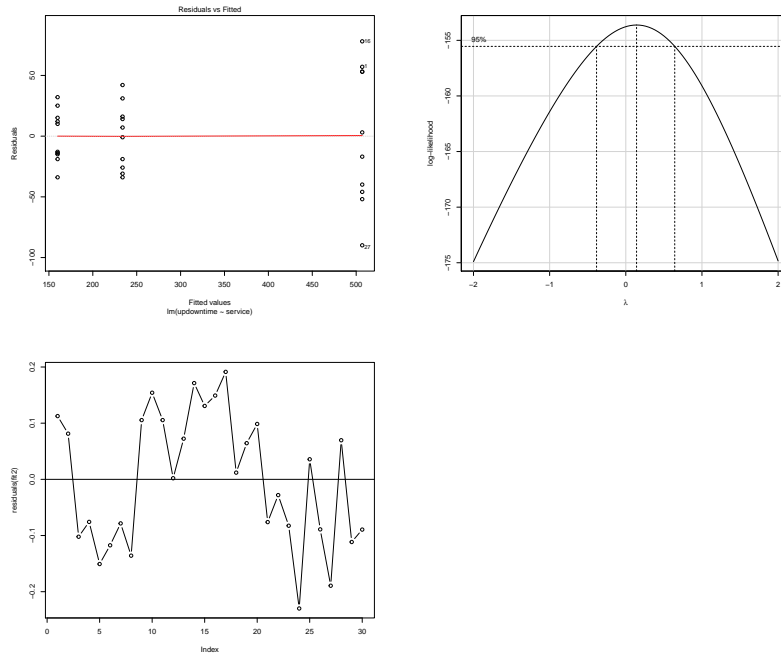 Residuals vs Fitted
Residuals
50
0
−50
−100
16
1
27
150 200 250 300 350 400 450 500
Fitted values
lm(updowntime ~ service)
log−likelihood
95%
−155
−160
−165
−170
−175
−2 −1 0 1 2
λ
residuals(fit2)
0.2
0.1
0.0
−0.1
−0.2
0 5 10 15 20 25 30
Index